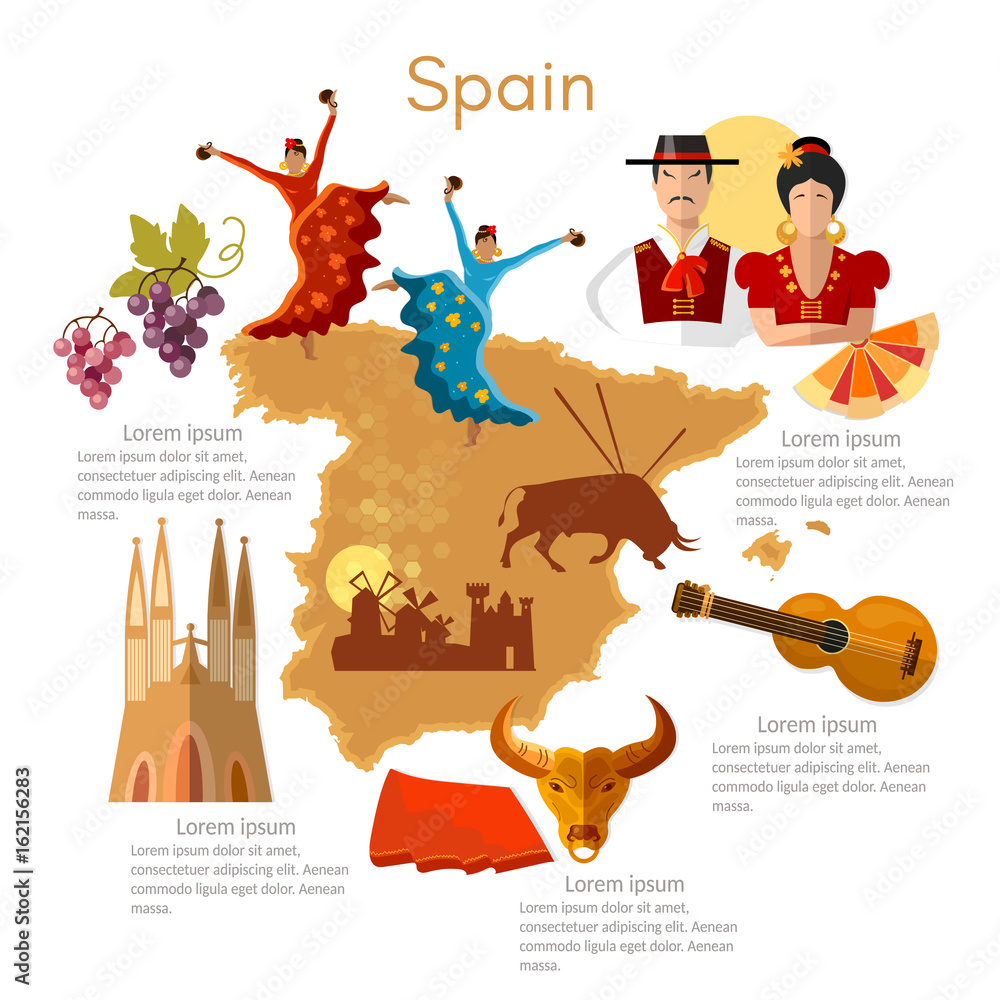 Spain
Lorem ipsum
Lorem ipsum dolor sit amet,
consectetuer adipiscing elit. Aenean
commodo ligula eget dolor. Aenean
massa.
Lorem ipsum
Lorem ipsum dolor sit amet,
consectetuer adipiscing elit. Aenean
commodo ligula eget dolor. Aenean
massa.
Lorem ipsum
Lorem ipsum dolor sit amet,
consectetuer adipiscing elit. Aenean
commodo ligula eget dolor. Aenean
massa.
Lorem ipsum
Lorem ipsum dolor sit amet,
consectetuer adipiscing elit. Aenean
commodo ligula eget dolor. Aenean
massa.
Lorem ipsum
Lorem ipsum dolor sit amet,
consectetuer adipiscing elit. Aenean
commodo ligula eget dolor. Aenean
massa.
Adobe Stock | #162156283